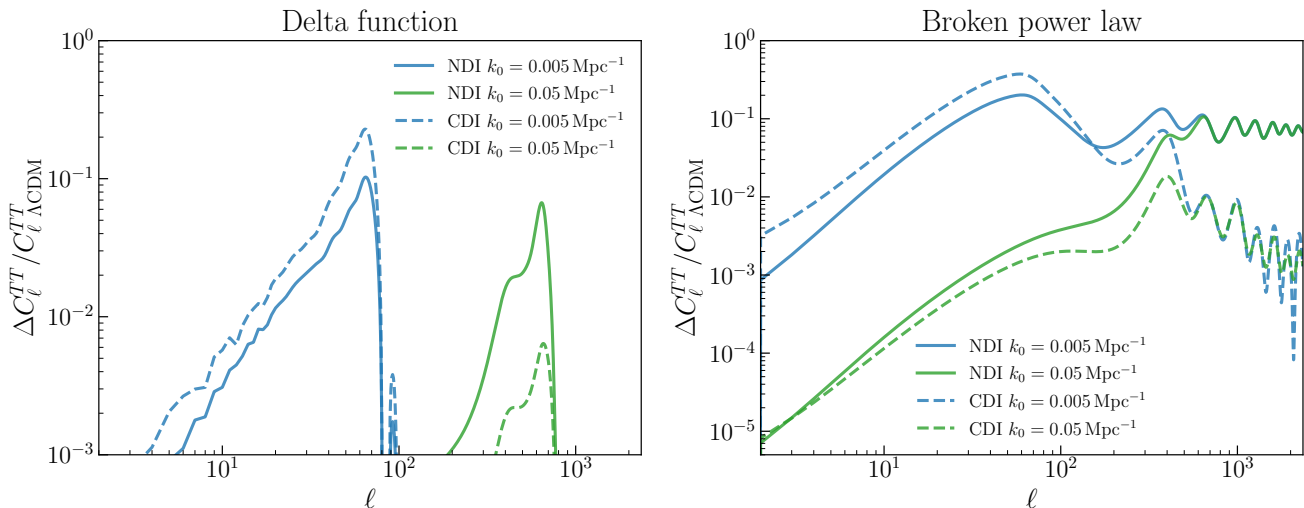 Delta function
ΔC_ℓ^{TT}/C_ℓ^{TT}_{ΛCDM}
10^0
10^{-1}
10^{-2}
10^{-3}
NDI k_0 = 0.005 Mpc^{-1}
NDI k_0 = 0.05 Mpc^{-1}
CDI k_0 = 0.005 Mpc^{-1}
CDI k_0 = 0.05 Mpc^{-1}
10^1 10^2 10^3
ℓ
Broken power law
ΔC_ℓ^{TT}/C_ℓ^{TT}_{ΛCDM}
10^0
10^{-1}
10^{-2}
10^{-3}
10^{-4}
10^{-5}
NDI k_0 = 0.005 Mpc^{-1}
NDI k_0 = 0.05 Mpc^{-1}
CDI k_0 = 0.005 Mpc^{-1}
CDI k_0 = 0.05 Mpc^{-1}
10^1 10^2 10^3
ℓ